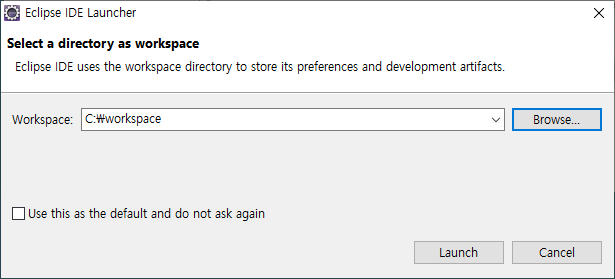 Eclipse IDE Launcher
Select a directory as workspace
Eclipse IDE uses the workspace directory to store its preferences and development artifacts.
Workspace: C:₩workspace Browse...
Use this as the default and do not ask again
Launch Cancel